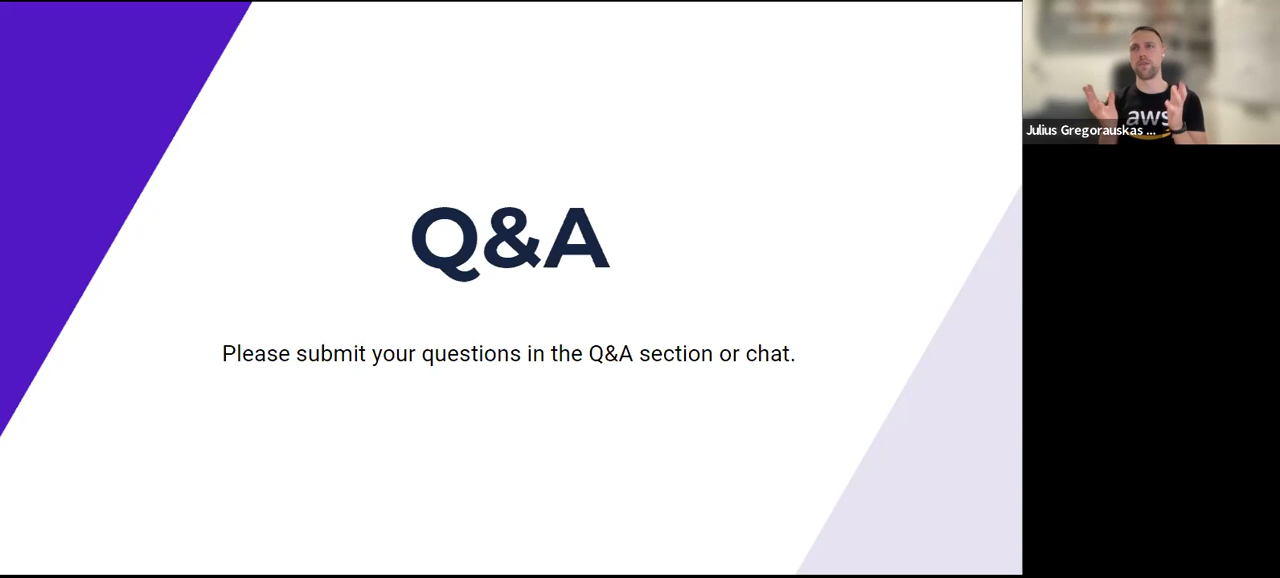 Q&A
Please submit your questions in the Q&A section or chat.
aws
Julius Gregorauskas ...